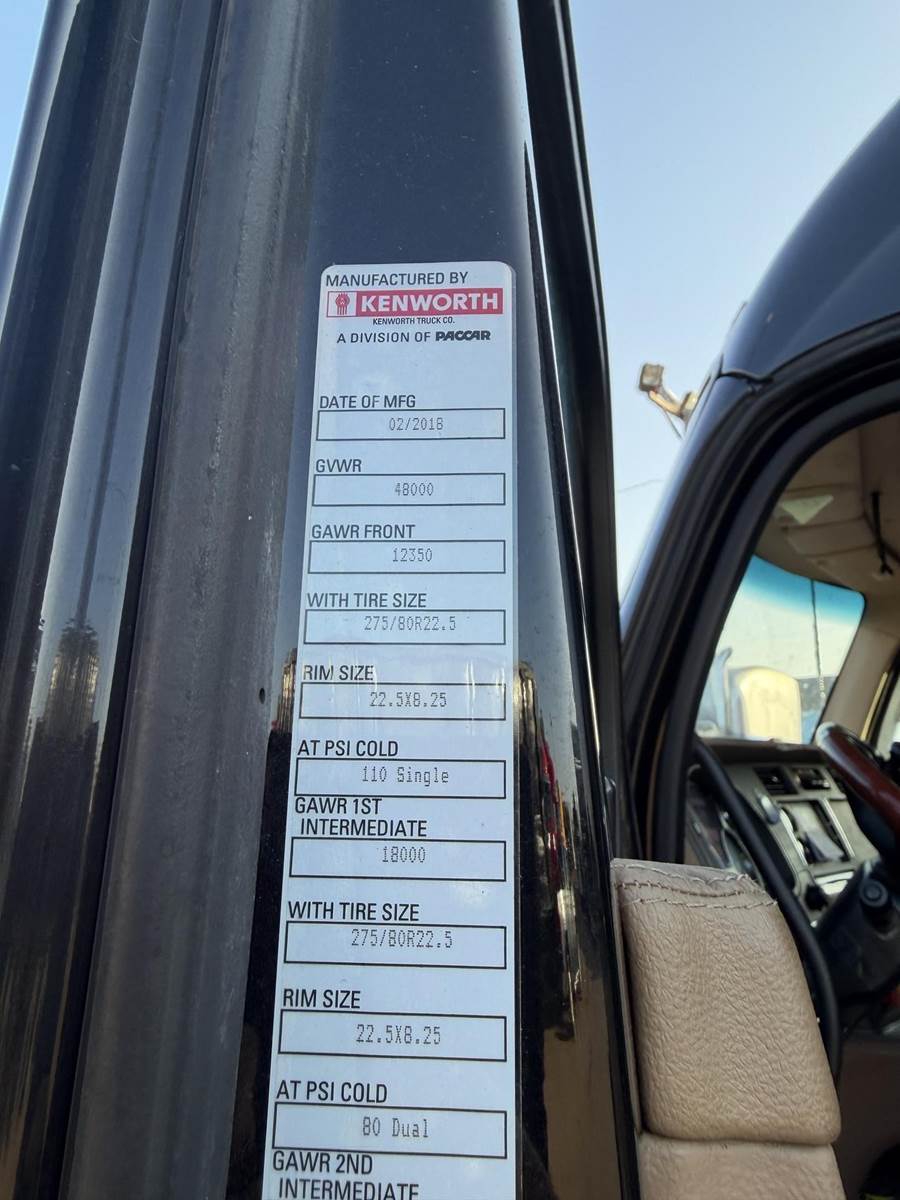 MANUFACTURED BY
KENWORTH
KENWORTH TRUCK CO.
A DIVISION OF PACCAR
DATE OF MFG
02/2018
GVWR
48000
GAWR FRONT
12350
WITH TIRE SIZE
275/80R22.5
RIM SIZE
22.5X8.25
AT PSI COLD
110 Single
GAWR 1ST
INTERMEDIATE
18000
WITH TIRE SIZE
275/80R22.5
RIM SIZE
22.5X8.25
AT PSI COLD
80 Dual
GAWR 2ND
INTERMEDIATE